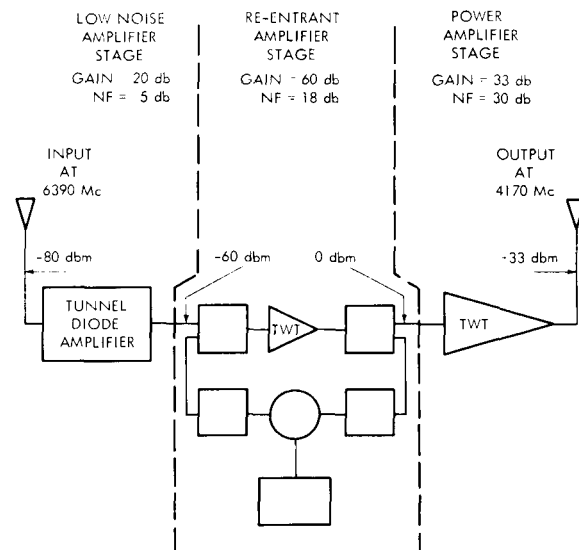 LOW NOISE
AMPLIFIER
STAGE
GAIN = 20 db
NF = 5 db
RE-ENTRANT
AMPLIFIER
STAGE
GAIN = 60 db
NF = 18 db
POWER
AMPLIFIER
STAGE
GAIN = 33 db
NF = 30 db
INPUT
AT
6390 Mc
OUTPUT
AT
4170 Mc
-80 dbm
-60 dbm
0 dbm
-33 dbm
TUNNEL
DIODE
AMPLIFIER
TWT
TWT